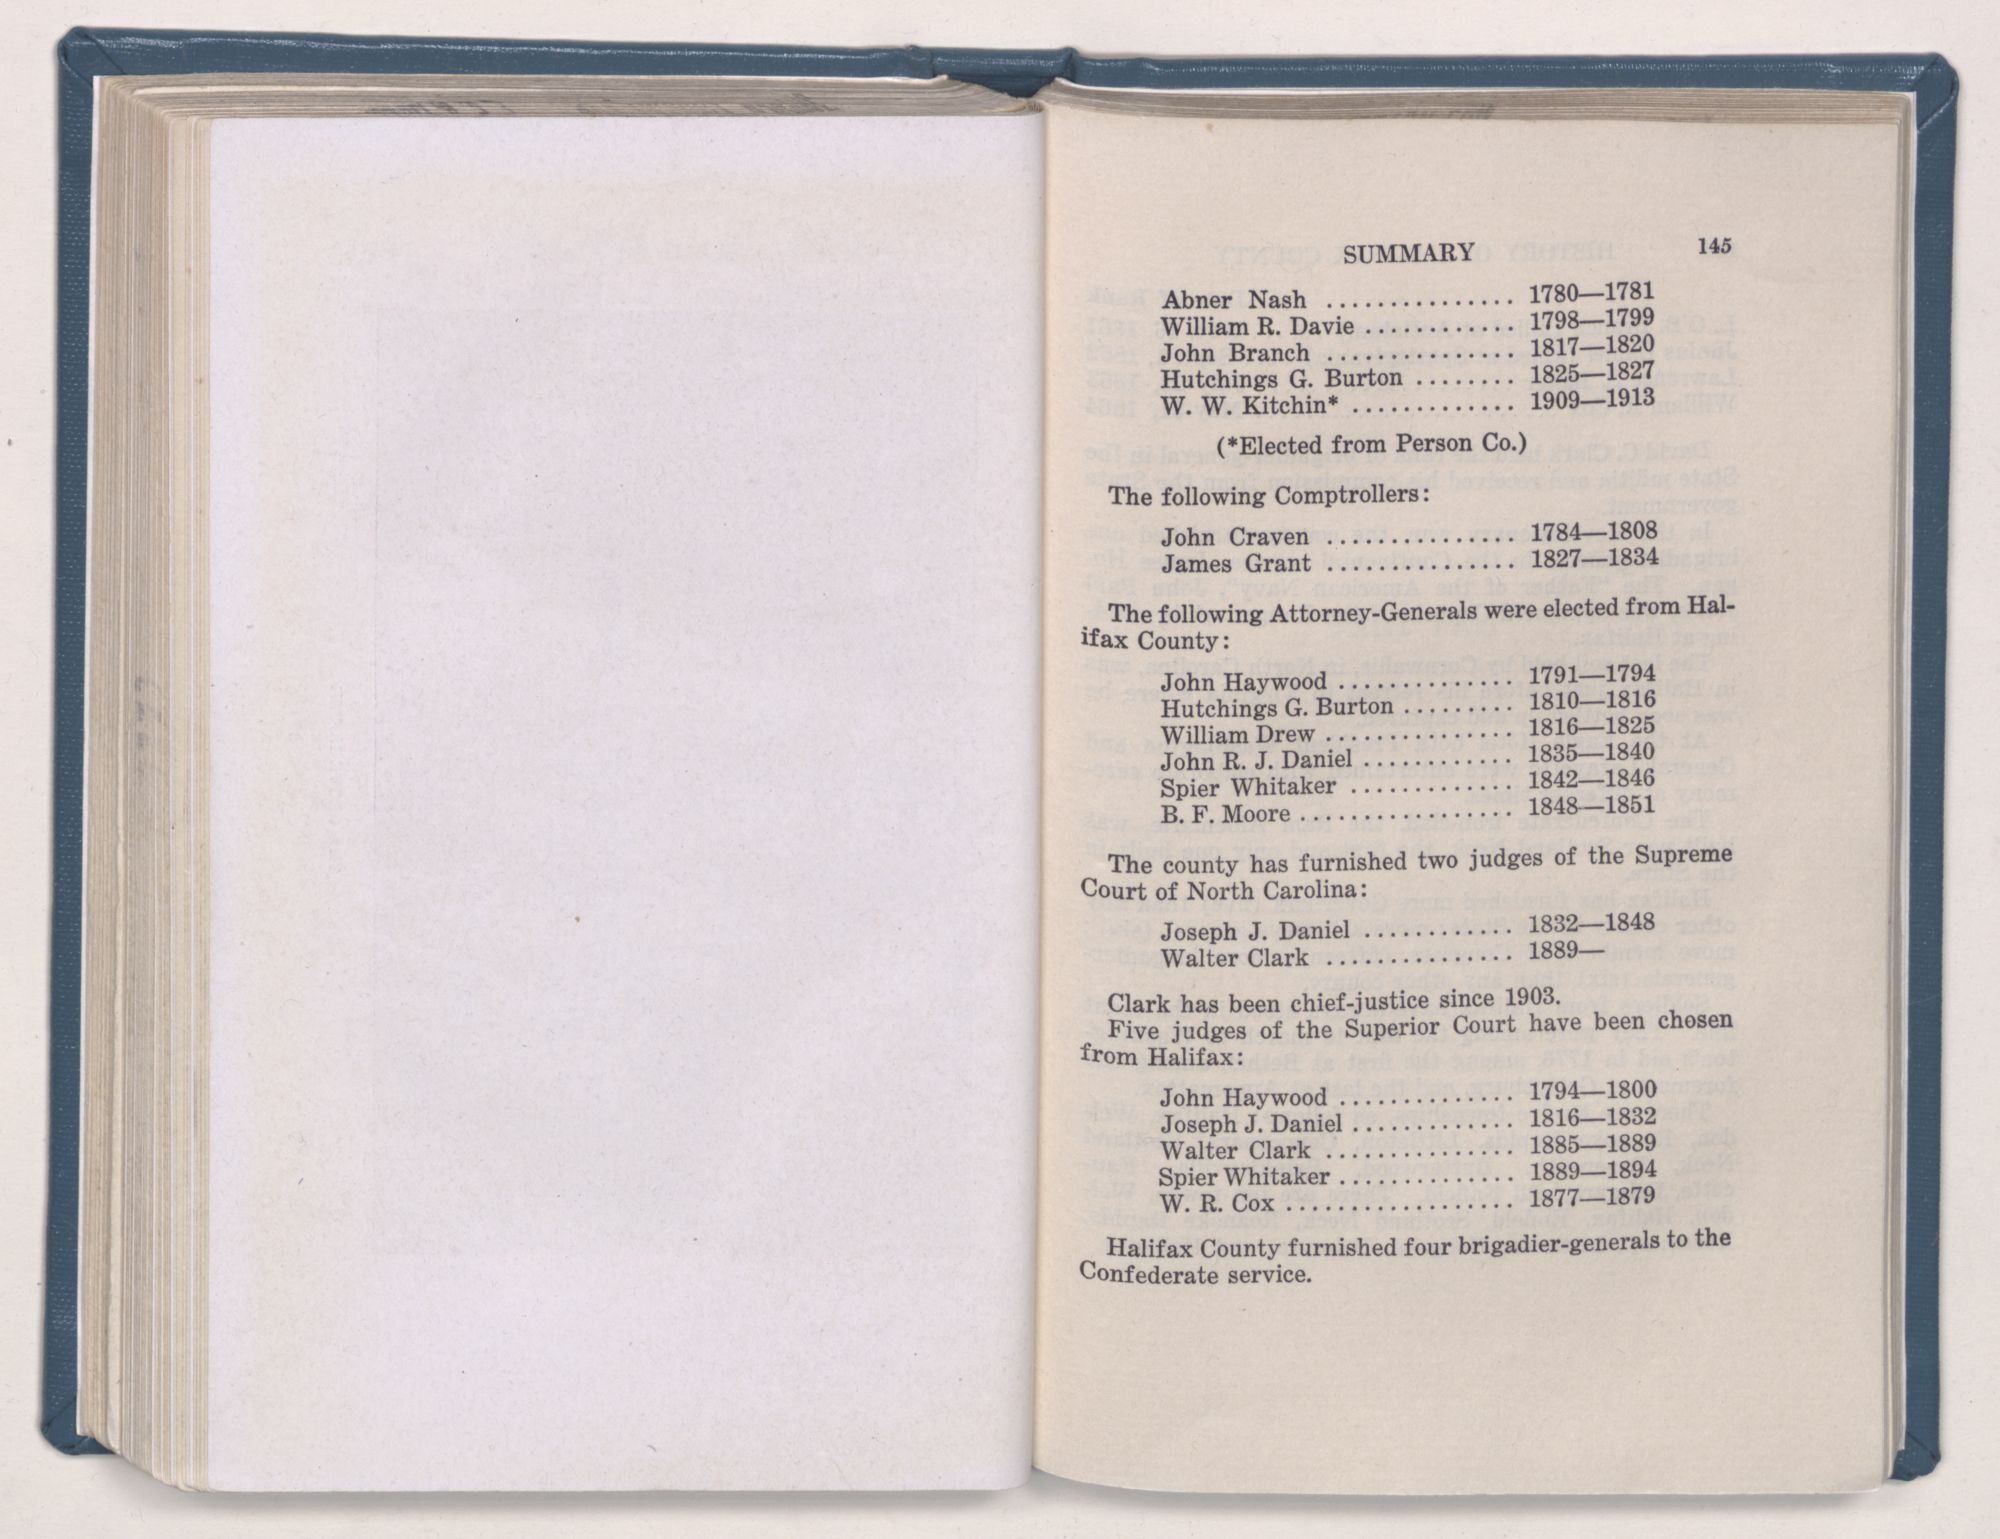 SUMMARY 145
Abner Nash ............... 1780—1781
William R. Davie ............ 1798—1799
John Branch ............... 1817—1820
Hutchings G. Burton ........ 1825—1827
W. W. Kitchin* ............. 1909—1913
(*Elected from Person Co.)
The following Comptrollers:
John Craven ............... 1784—1808
James Grant ............... 1827—1834
The following Attorney-Generals were elected from Hal-
ifax County:
John Haywood .............. 1791—1794
Hutchings G. Burton ......... 1810—1816
William Drew ............... 1816—1825
John R. J. Daniel ............ 1835—1840
Spier Whitaker ............. 1842—1846
B. F. Moore ................. 1848—1851
The county has furnished two judges of the Supreme
Court of North Carolina:
Joseph J. Daniel ............ 1832—1848
Walter Clark ............... 1889—
Clark has been chief-justice since 1903.
Five judges of the Superior Court have been chosen
from Halifax:
John Haywood .............. 1794—1800
Joseph J. Daniel ............. 1816—1832
Walter Clark ............... 1885—1889
Spier Whitaker .............. 1889—1894
W. R. Cox .................. 1877—1879
Halifax County furnished four brigadier-generals to the
Confederate service.